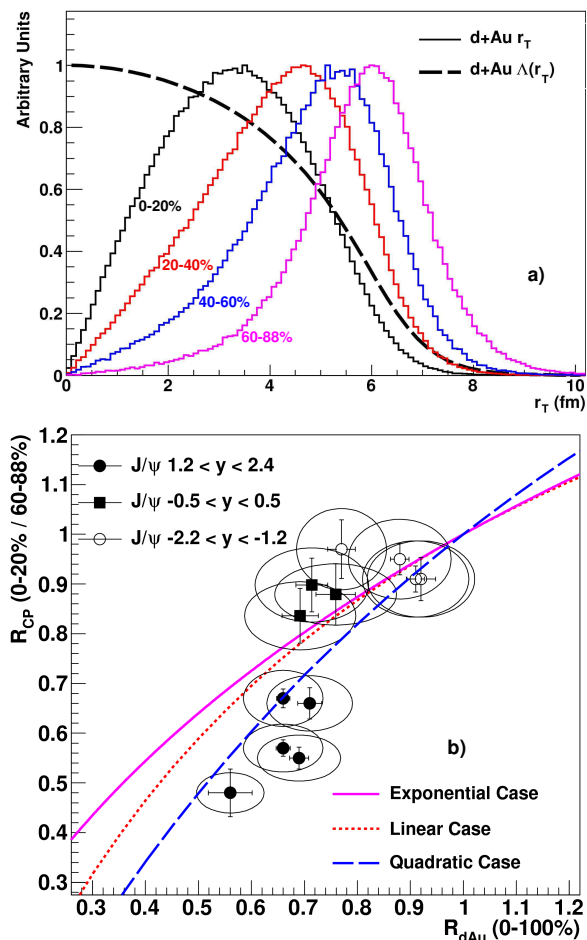 Arbitrary Units
d+Au r_T
d+Au Λ(r_T)
1
0.8
0.6
0.4
0.2
0
0-20%
20-40%
40-60%
60-88%
a)
0 2 4 6 8 10
r_T (fm)
R_CP (0-20% / 60-88%)
1.2
1.1
1
0.9
0.8
0.7
0.6
0.5
0.4
0.3
J/ψ 1.2 < y < 2.4
J/ψ -0.5 < y < 0.5
J/ψ -2.2 < y < -1.2
b)
Exponential Case
Linear Case
Quadratic Case
0.3 0.4 0.5 0.6 0.7 0.8 0.9 1 1.1 1.2
R_dAu (0-100%)